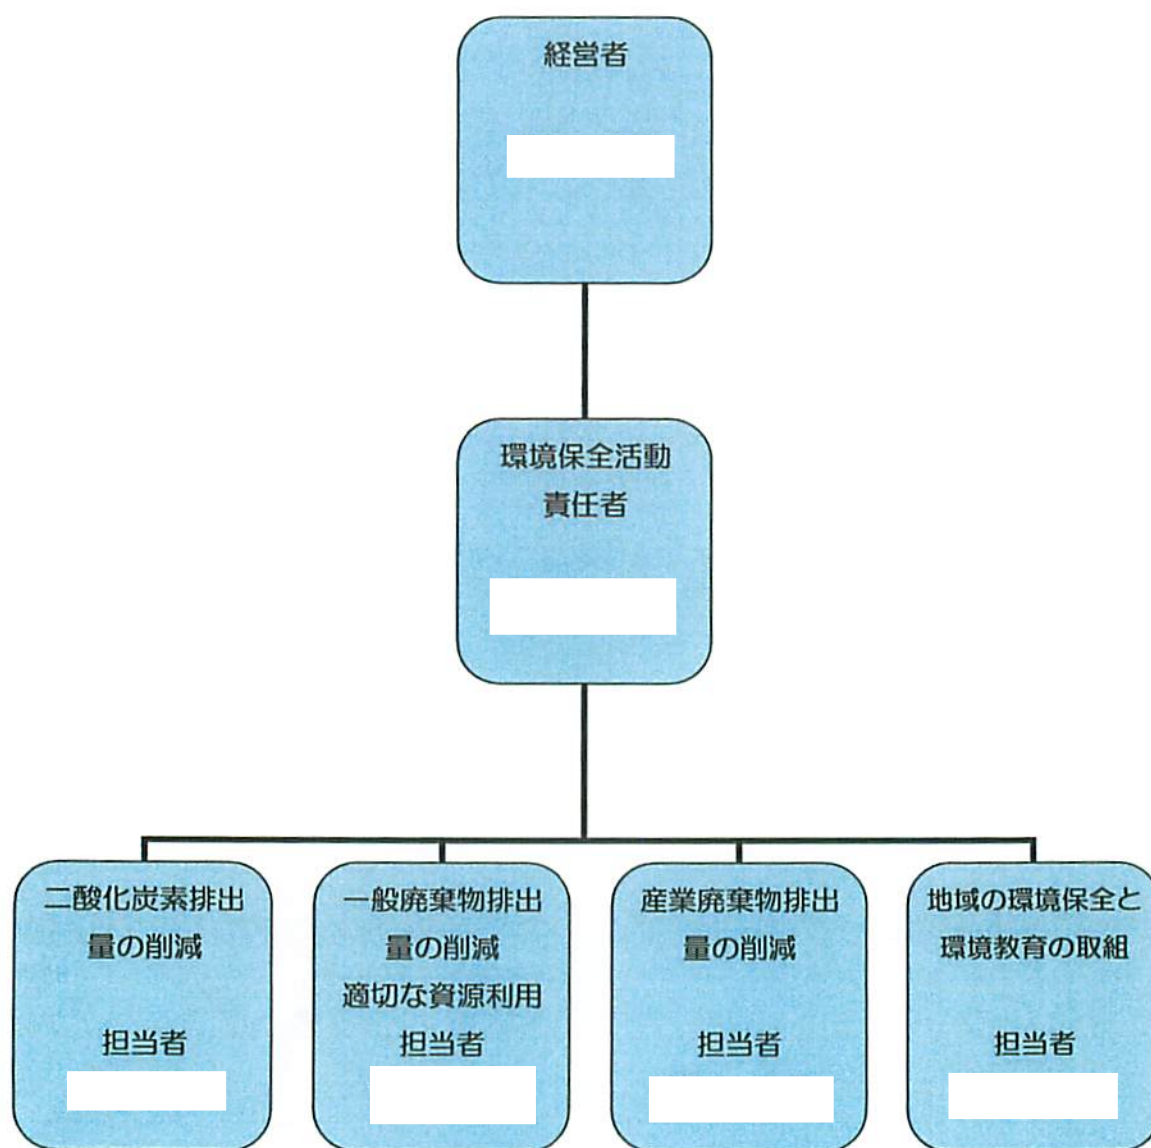 経営者
環境保全活動
責任者
二酸化炭素排出
量の削減
担当者
一般廃棄物排出
量の削減
適切な資源利用
担当者
産業廃棄物排出
量の削減
担当者
地域の環境保全と
環境教育の取組
担当者